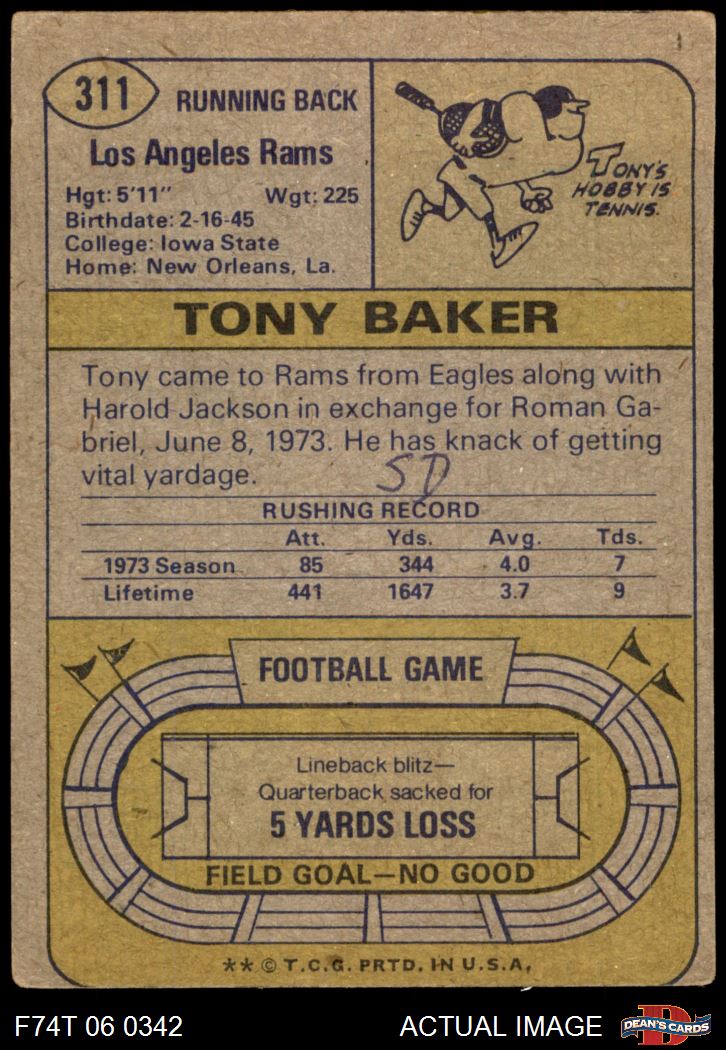 311
RUNNING BACK
Los Angeles Rams
Hgt: 5'11" Wgt: 225
Birthdate: 2-16-45
College: Iowa State
Home: New Orleans, La.
TONY'S
HOBBY IS
TENNIS.
TONY BAKER
Tony came to Rams from Eagles along with
Harold Jackson in exchange for Roman Ga-
briel, June 8, 1973. He has knack of getting
vital yardage.
SD
RUSHING RECORD
Att. Yds. Avg. Tds.
1973 Season 85 344 4.0 7
Lifetime 441 1647 3.7 9
FOOTBALL GAME
Lineback blitz—
Quarterback sacked for
5 YARDS LOSS
FIELD GOAL—NO GOOD
** © T.C.G. PRTD. IN U.S.A.
F74T 06 0342 ACTUAL IMAGE
D
DEAN'S CARDS